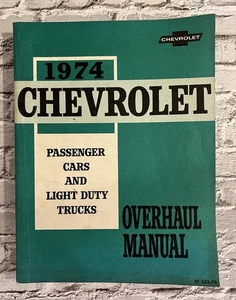 CHEVROLET
1974
CHEVROLET
PASSENGER
CARS
AND
LIGHT DUTY
TRUCKS
OVERHAUL
MANUAL